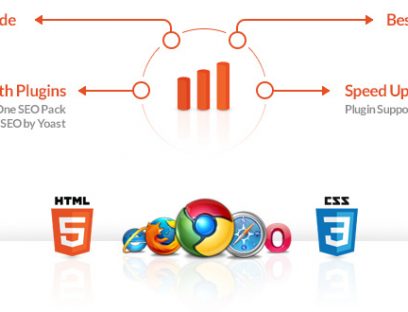 de
Bes
th Plugins
One SEO Pack
SEO by Yoast
Speed Up
Plugin Suppo
HTML
5
CSS
3